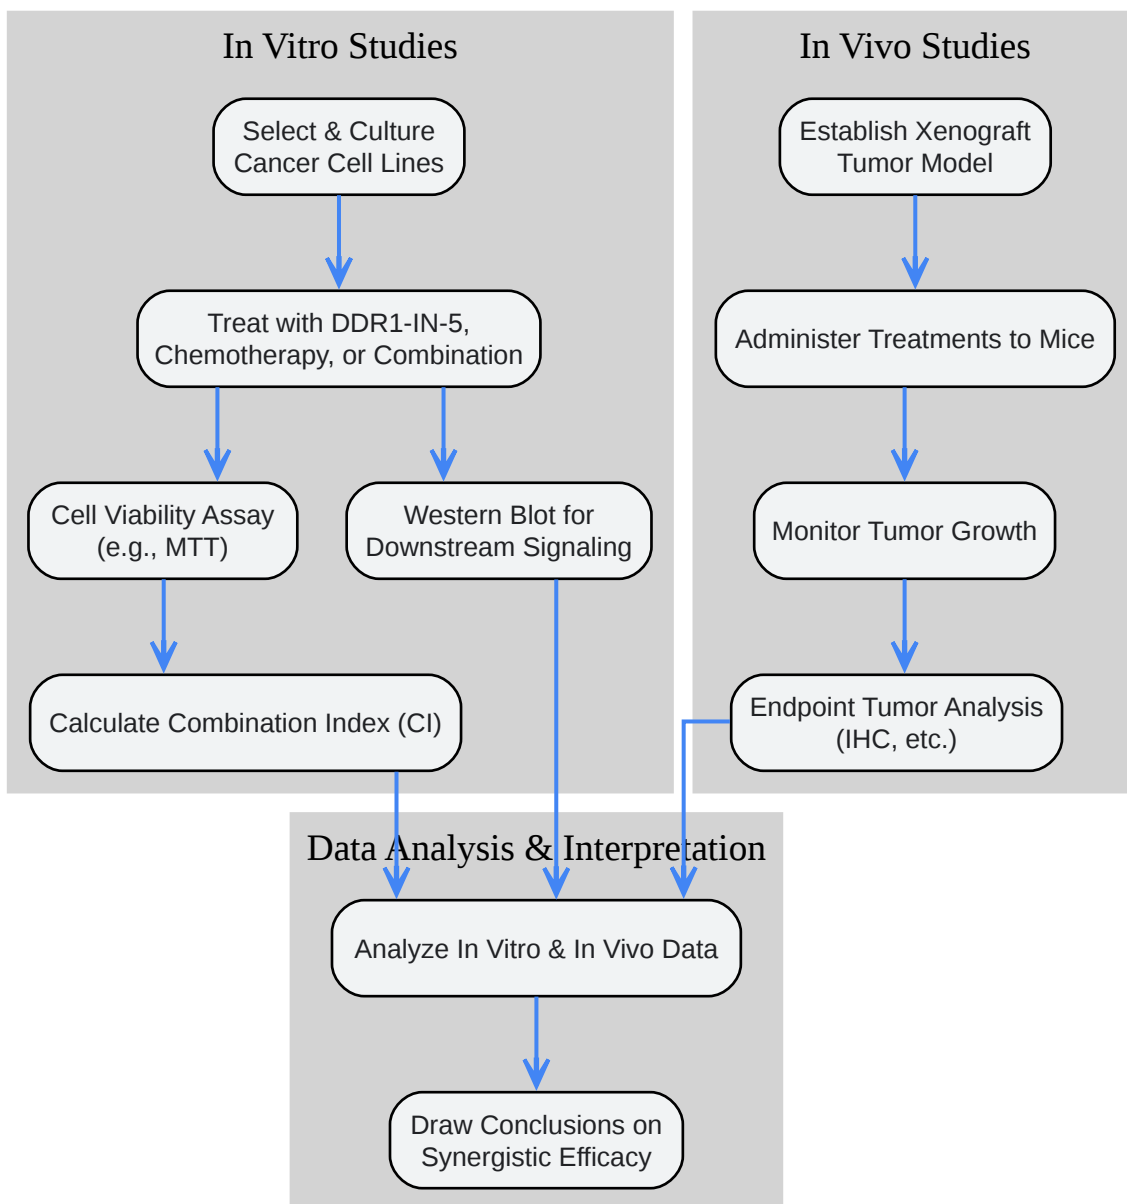 In Vitro Studies
Select & Culture
Cancer Cell Lines
Treat with DDR1-IN-5,
Chemotherapy, or Combination
Cell Viability Assay
(e.g., MTT)
Western Blot for
Downstream Signaling
Calculate Combination Index (CI)
In Vivo Studies
Establish Xenograft
Tumor Model
Administer Treatments to Mice
Monitor Tumor Growth
Endpoint Tumor Analysis
(IHC, etc.)
Data Analysis & Interpretation
Analyze In Vitro & In Vivo Data
Draw Conclusions on
Synergistic Efficacy